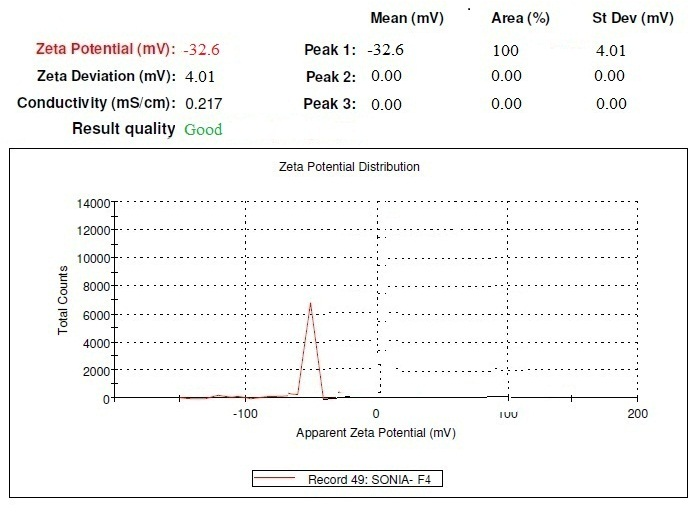 Mean (mV) Area (%) St Dev (mV)
Zeta Potential (mV): -32.6 Peak 1: -32.6 100 4.01
Zeta Deviation (mV): 4.01 Peak 2: 0.00 0.00 0.00
Conductivity (mS/cm): 0.217 Peak 3: 0.00 0.00 0.00
Result quality Good
Zeta Potential Distribution
14000
12000
10000
8000
6000
4000
2000
0
Total Counts
-100 0 100 200
Apparent Zeta Potential (mV)
Record 49: SONIA- F4